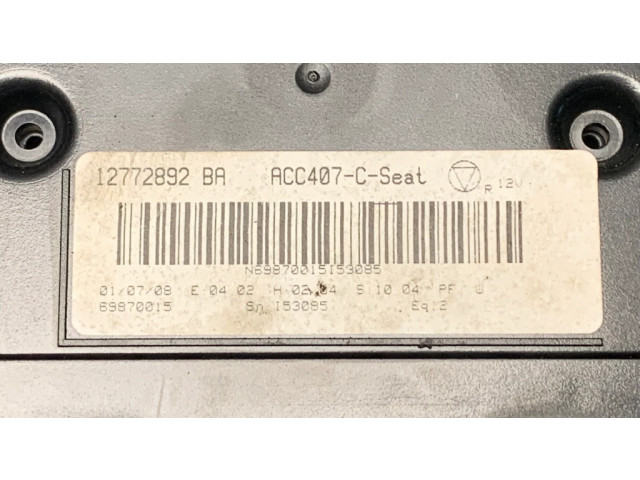 12772892 BA ACC407-C-Seat R 12V
N69870015I53085
01/07/08 E 04 02 H 02 04 S 10 04 PF
69870015 Sn I53085 Eq:2